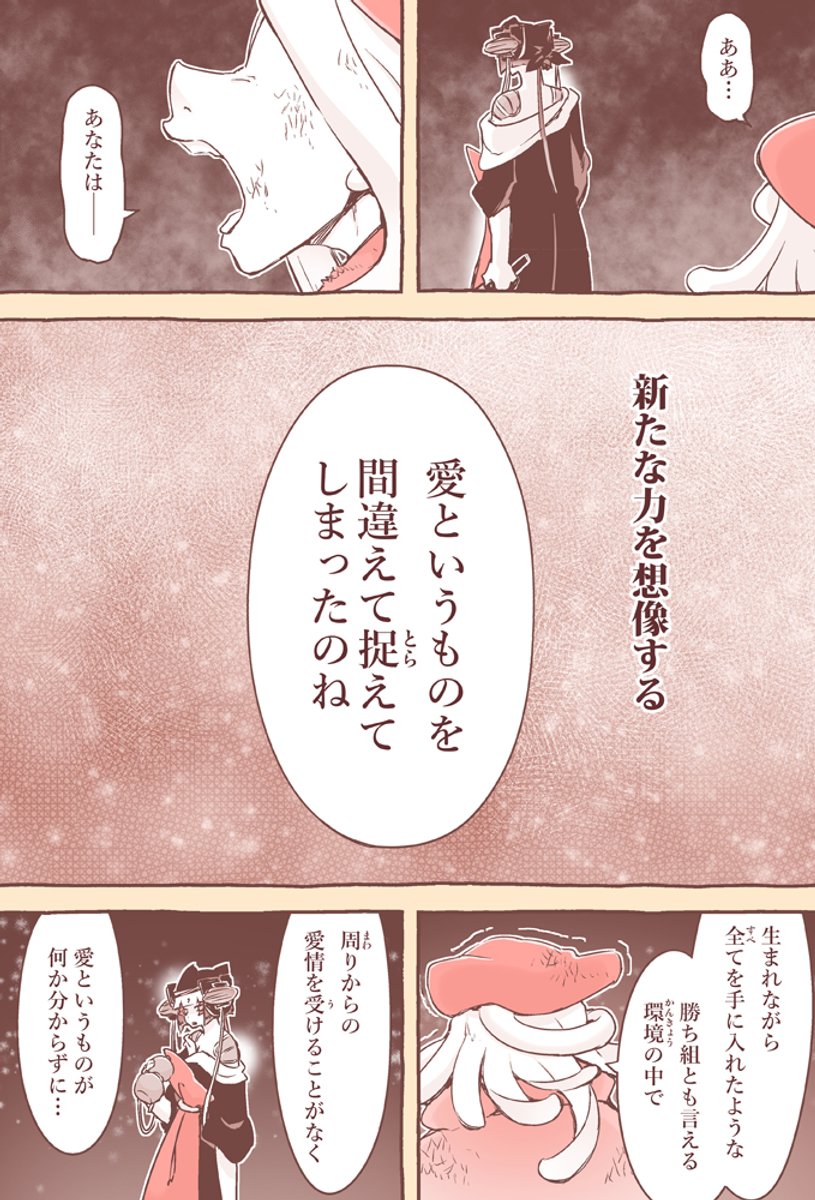 ああ…
あなたは――
新たな力を想像する
愛というものを
間違えて捉えて
しまったのね
生まれながら
全てを手に入れたような
勝ち組とも言える
環境の中で
周りからの
愛情を受けることがなく
愛というものが
何か分からずに…